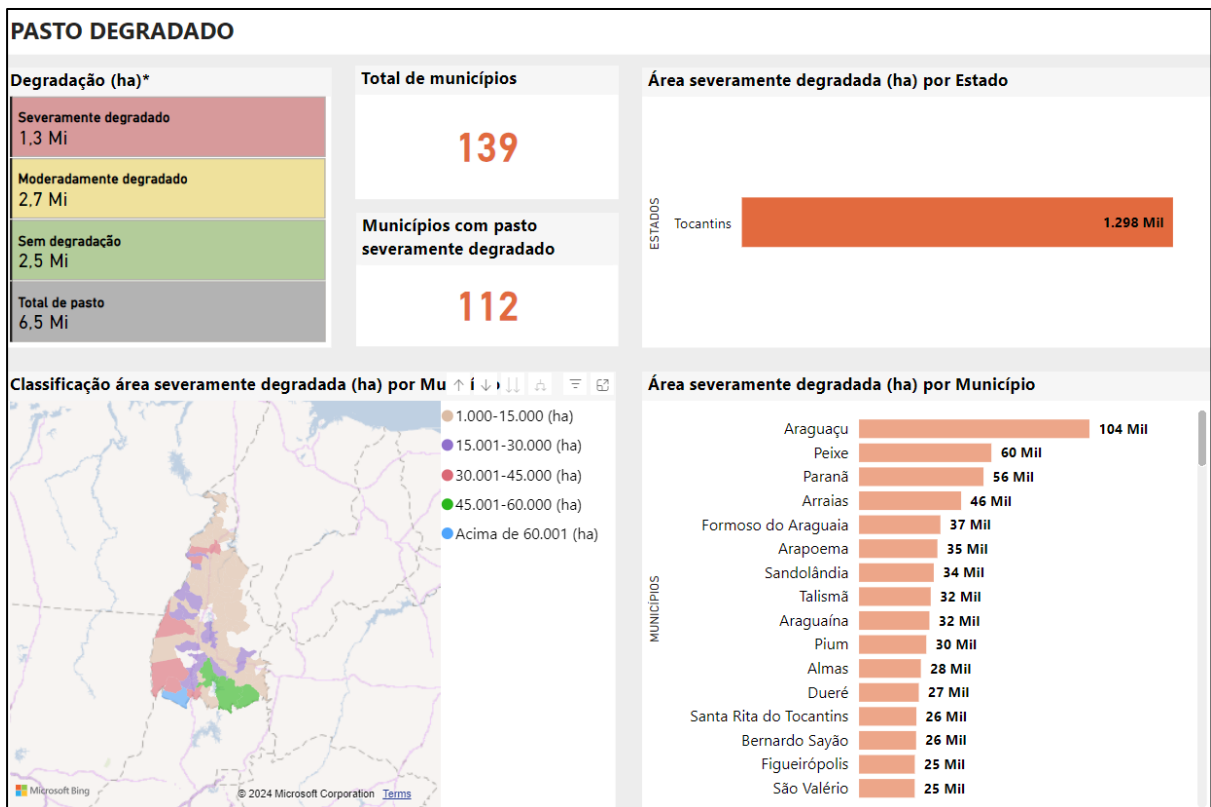 PASTO DEGRADADO
Degradação (ha)*
Severamente degradado
1,3 Mi
Moderadamente degradado
2,7 Mi
Sem degradação
2,5 Mi
Total de pasto
6,5 Mi
Total de municípios
139
Municípios com pasto
severamente degradado
112
Área severamente degradada (ha) por Estado
ESTADOS
Tocantins
1.298 Mil
Classificação área severamente degradada (ha) por Mu
1.000-15.000 (ha)
15.001-30.000 (ha)
30.001-45.000 (ha)
45.001-60.000 (ha)
Acima de 60.001 (ha)
Microsoft Bing
© 2024 Microsoft Corporation Terms
Área severamente degradada (ha) por Município
MUNICÍPIOS
Araguaçu 104 Mil
Peixe 60 Mil
Paranã 56 Mil
Arraias 46 Mil
Formoso do Araguaia 37 Mil
Arapoema 35 Mil
Sandolândia 34 Mil
Talismã 32 Mil
Araguaína 32 Mil
Pium 30 Mil
Almas 28 Mil
Dueré 27 Mil
Santa Rita do Tocantins 26 Mil
Bernardo Sayão 26 Mil
Figueirópolis 25 Mil
São Valério 25 Mil